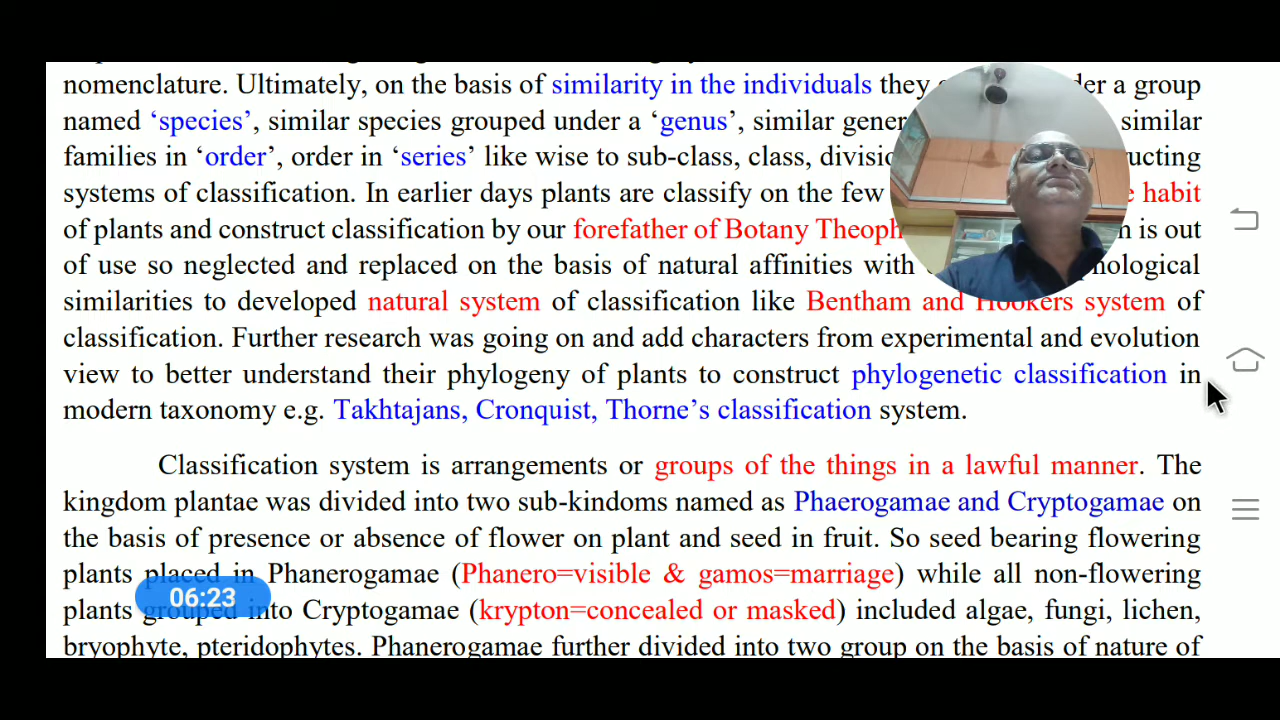 nomenclature. Ultimately, on the basis of similarity in the individuals they under a group
named ‘species’, similar species grouped under a ‘genus’, similar similar
families in ‘order’, order in ‘series’ like wise to sub-class, class,
systems of classification. In earlier days plants are classify on the few habit
of plants and construct classification by our forefather of Botany is out
of use so neglected and replaced on the basis of natural affinities with
similarities to developed natural system of classification like Bentham and Hookers system of
classification. Further research was going on and add characters from experimental and evolution
view to better understand their phylogeny of plants to construct phylogenetic classification in
modern taxonomy e.g. Takhtajans, Cronquist, Thorne’s classification system.
Classification system is arrangements or groups of the things in a lawful manner. The
kingdom plantae was divided into two sub-kindoms named as Phaerogamae and Cryptogamae on
the basis of presence or absence of flower on plant and seed in fruit. So seed bearing flowering
plants placed in Phanerogamae (Phanero=visible & gamos=marriage) while all non-flowering
plants grouped into Cryptogamae (krypton=concealed or masked) included algae, fungi, lichen,
bryophyte, pteridophytes. Phanerogamae further divided into two group on the basis of nature of
06:23